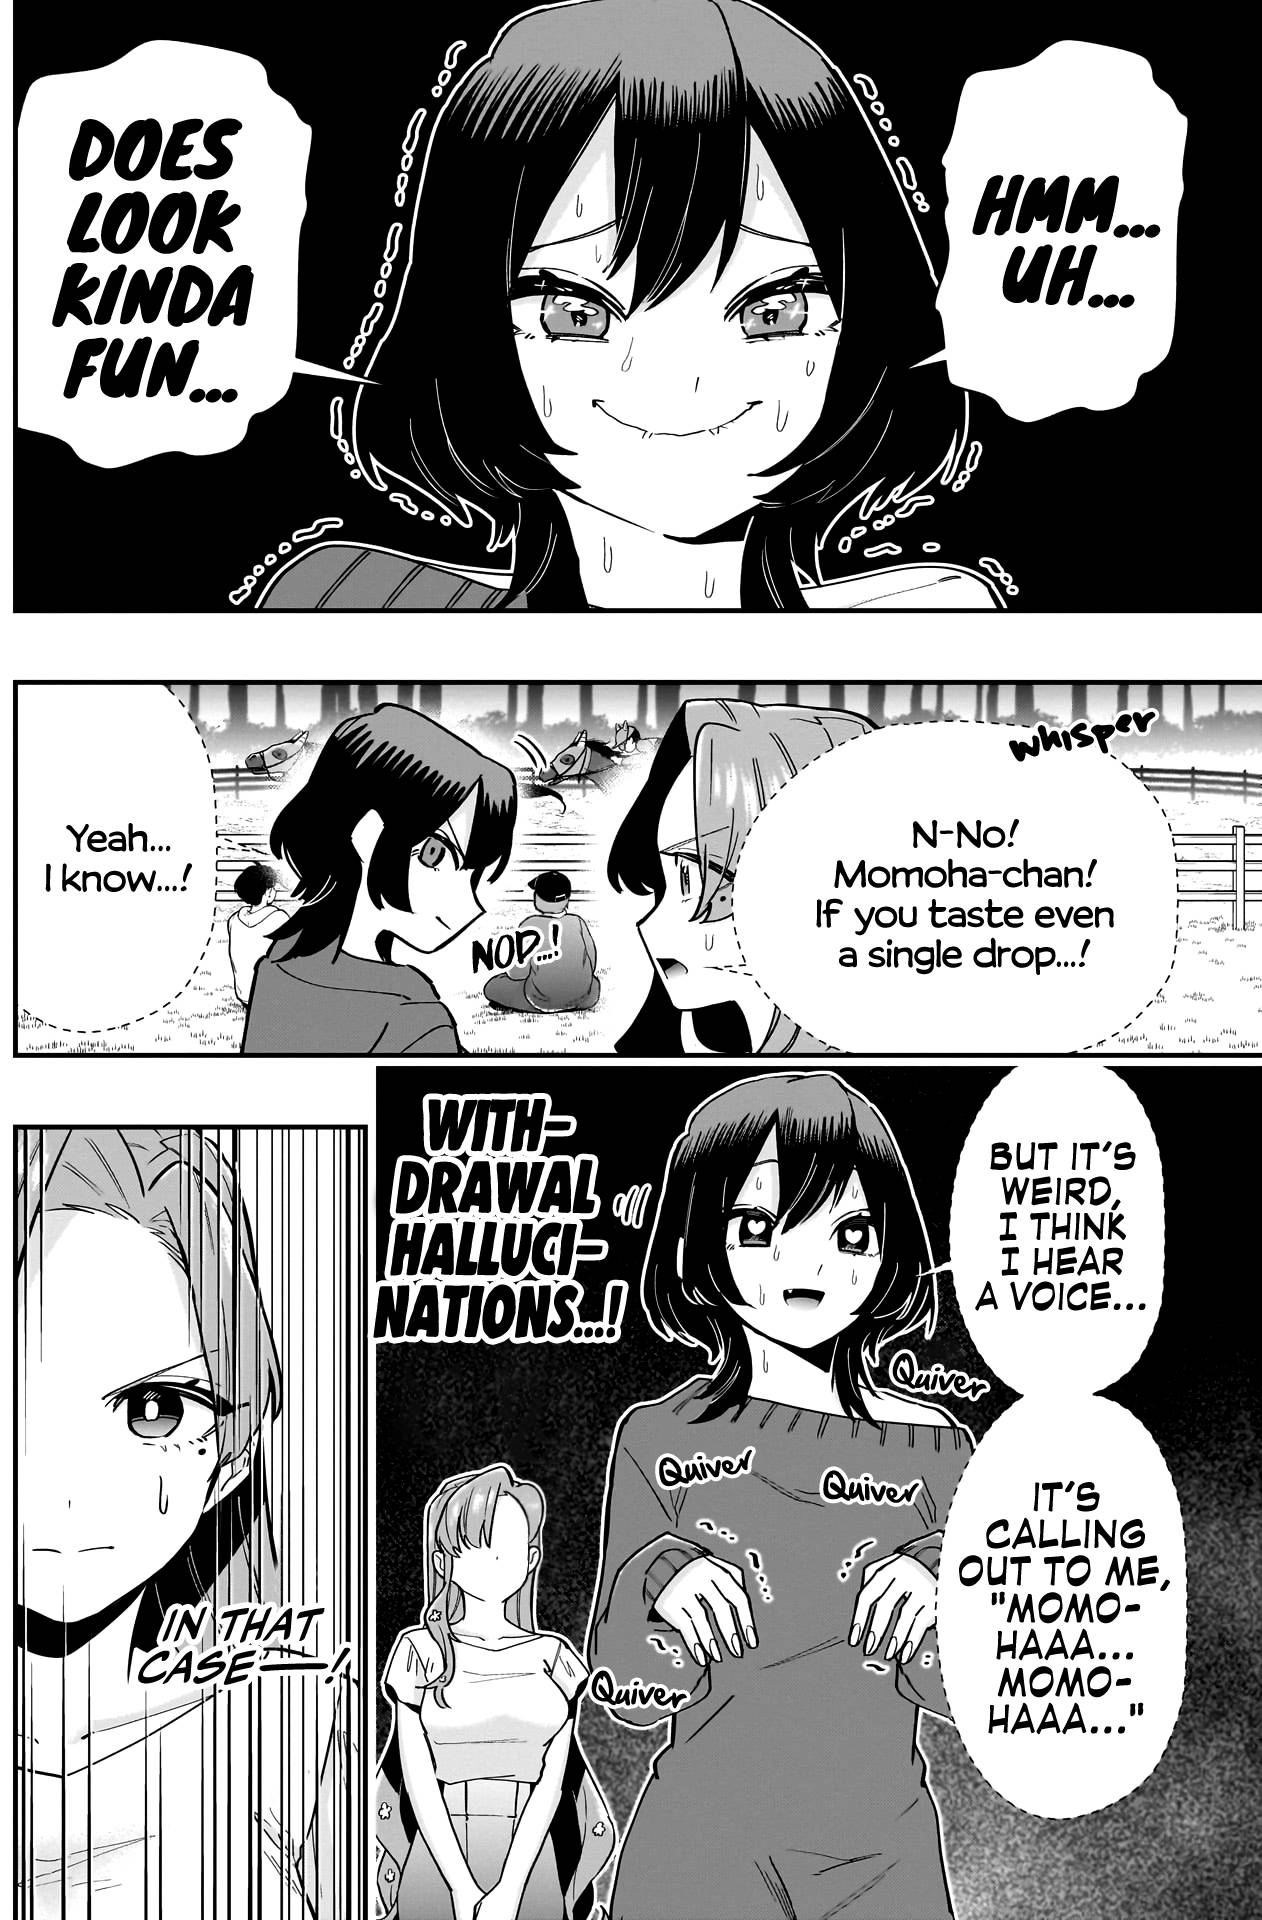 HMM...
UH...
DOES
LOOK
KINDA
FUN...
whisper
N-No!
Momoha-chan!
If you taste even
a single drop...!
NOD...!
Yeah...
I know...!
BUT IT'S
WEIRD,
I THINK
I HEAR
A VOICE...
IT'S
CALLING
OUT TO ME,
"MOMO-
HAAA...
MOMO-
HAAA..."
Quiver
Quiver
Quiver
Quiver
WITH-
DRAWAL
HALLUCI-
NATIONS...!
IN THAT
CASE—!